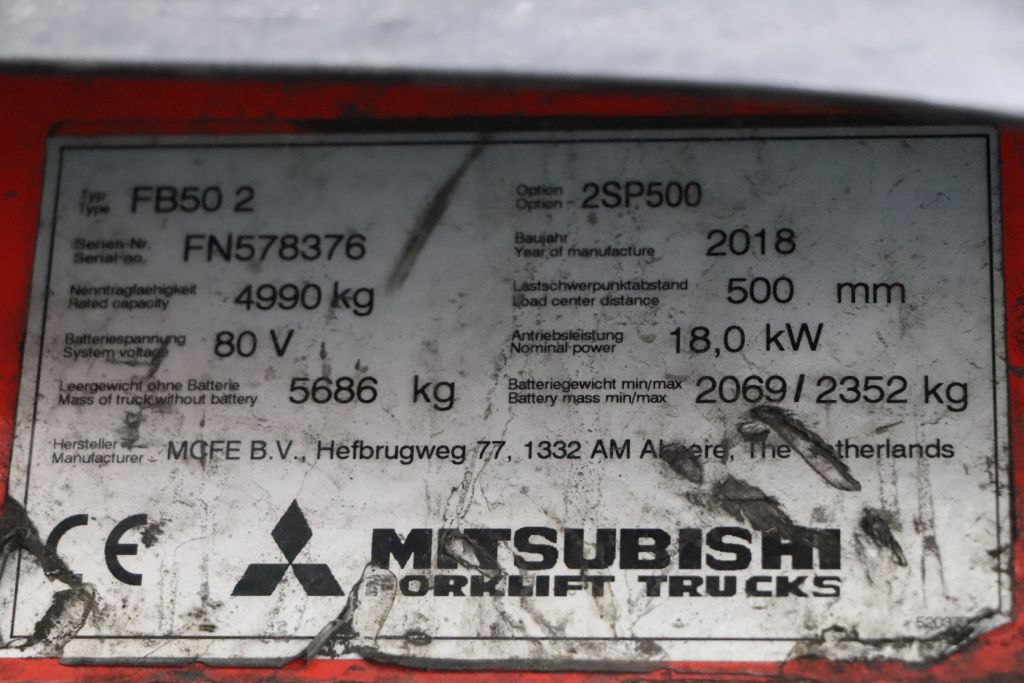 Typ
Type FB50 2
Option
Option 2SP500
Serien-Nr.
Serial-no. FN578376
Baujahr
Year of manufacture 2018
Nenntragfaehigkeit
Rated capacity 4990 kg
Lastschwerpunktabstand
Load center distance 500 mm
Batteriespannung
System voltage 80 V
Antriebsleistung
Nominal power 18,0 kW
Leergewicht ohne Batterie
Mass of truck without battery 5686 kg
Batteriegewicht min/max
Battery mass min/max 2069 / 2352 kg
Hersteller
Manufacturer MCFE B.V., Hefbrugweg 77, 1332 AM Almere, The Netherlands
CE
MITSUBISHI
FORKLIFT TRUCKS